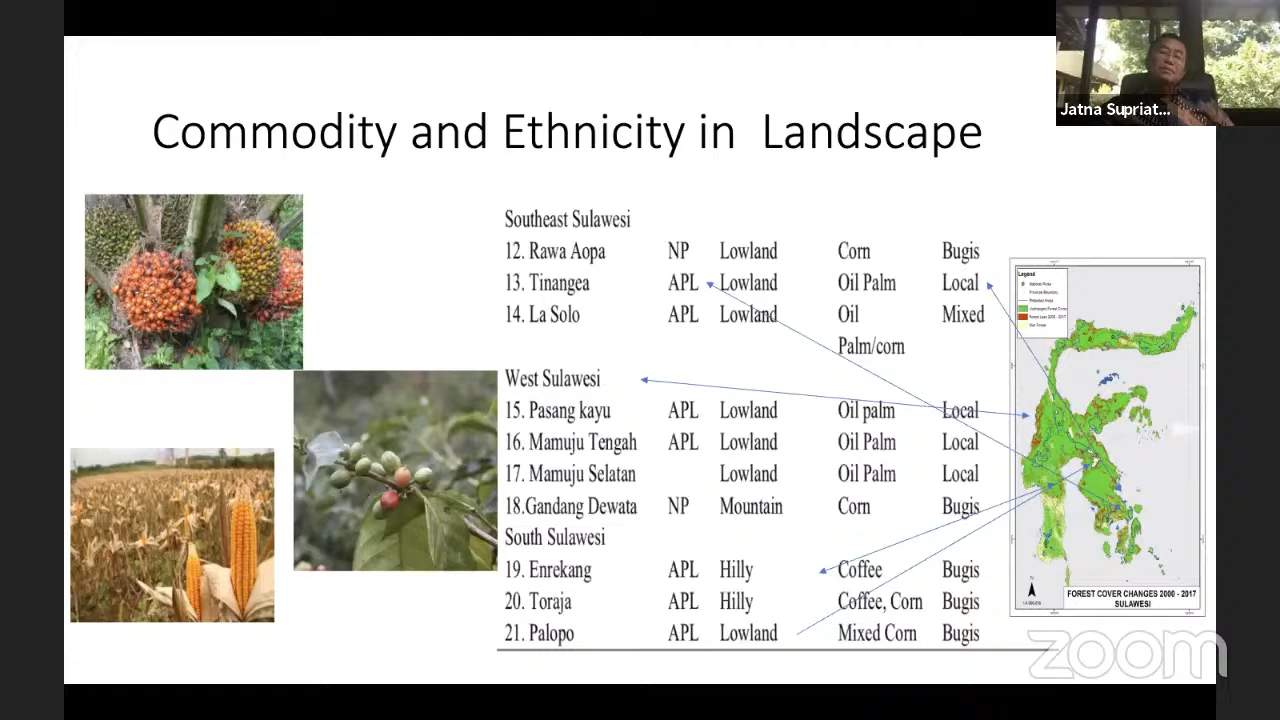 Jatna Supriat...
Commodity and Ethnicity in Landscape
Southeast Sulawesi
12. Rawa Aopa NP Lowland Corn Bugis
13. Tinangea APL Lowland Oil Palm Local
14. La Solo APL Lowland Oil Mixed
Palm/corn
West Sulawesi
15. Pasang kayu APL Lowland Oil palm Local
16. Mamuju Tengah APL Lowland Oil Palm Local
17. Mamuju Selatan Lowland Oil Palm Local
18.Gandang Dewata NP Mountain Corn Bugis
South Sulawesi
19. Enrekang APL Hilly Coffee Bugis
20. Toraja APL Hilly Coffee, Corn Bugis
21. Palopo APL Lowland Mixed Corn Bugis
Legend
FOREST COVER CHANGES 2000 - 2017
SULAWESI
zoom